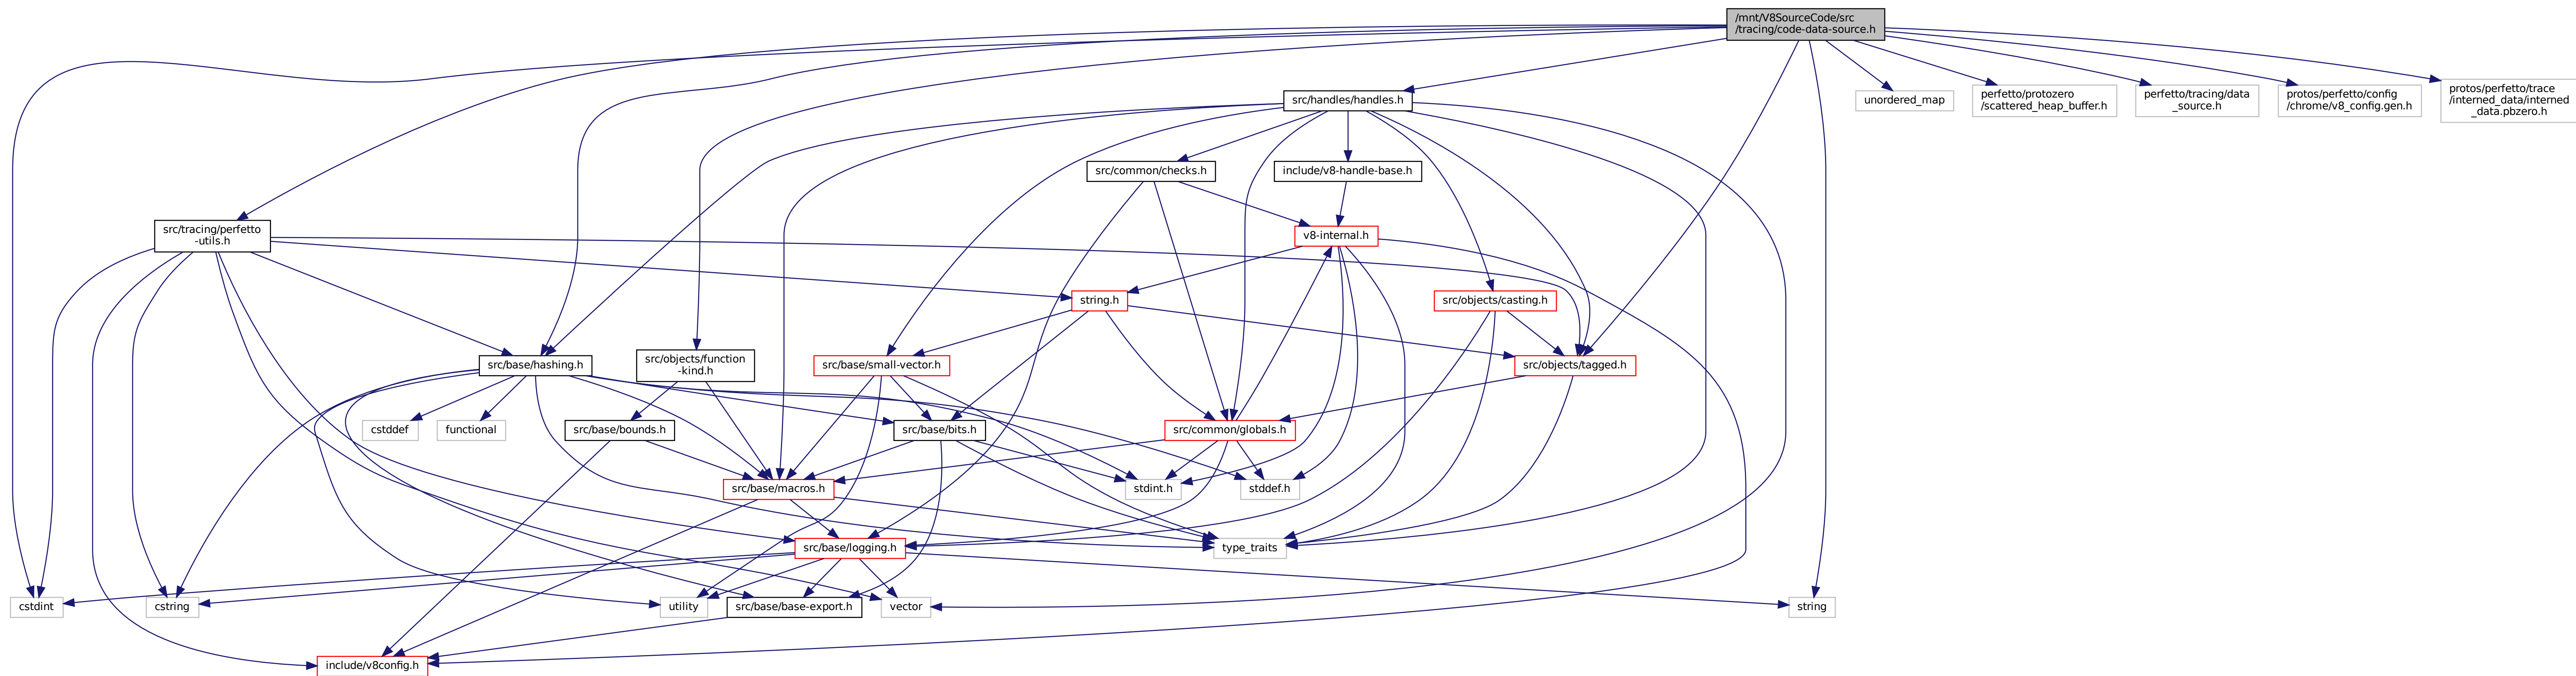 /mnt/V8SourceCode/src
/tracing/code-data-source.h
src/handles/handles.h
unordered_map
perfetto/protozero
/scattered_heap_buffer.h
perfetto/tracing/data
_source.h
protos/perfetto/config
/chrome/v8_config.gen.h
protos/perfetto/trace
/interned_data/interned
_data.pbzero.h
src/common/checks.h
include/v8-handle-base.h
src/tracing/perfetto
-utils.h
v8-internal.h
string.h
src/objects/casting.h
src/base/hashing.h
src/objects/function
-kind.h
src/base/small-vector.h
src/objects/tagged.h
cstddef
functional
src/base/bounds.h
src/base/bits.h
src/common/globals.h
src/base/macros.h
stdint.h
stddef.h
src/base/logging.h
type_traits
cstdint
cstring
utility
src/base/base-export.h
vector
string
include/v8config.h